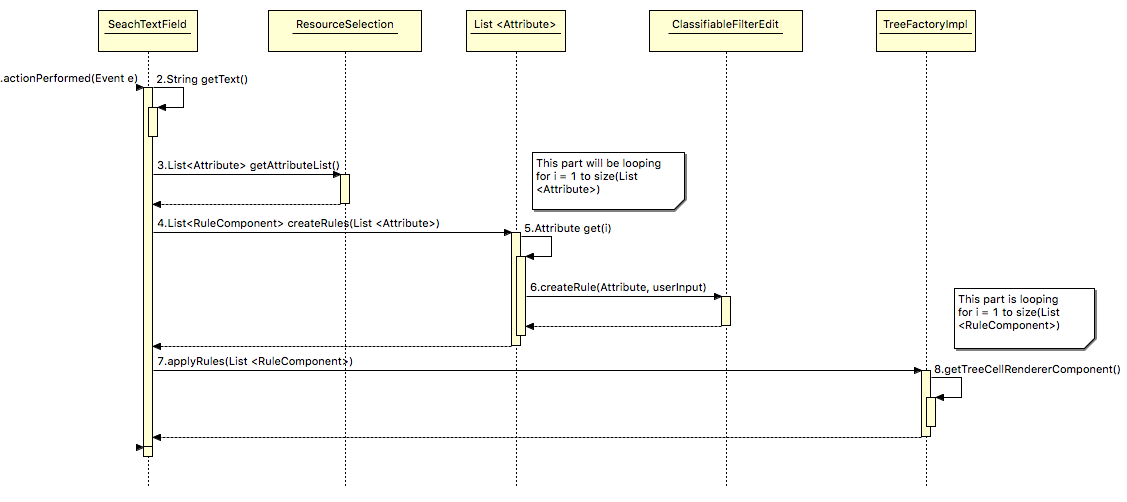 SeachTextField
ResourceSelection
List <Attribute>
ClassifiableFilterEdit
TreeFactoryImpl
.actionPerformed(Event e)
2.String getText()
3.List<Attribute> getAttributeList()
This part will be looping
for i = 1 to size(List
<Attribute>)
4.List<RuleComponent> createRules(List <Attribute>)
5.Attribute get(i)
6.createRule(Attribute, userInput)
This part is looping
for i = 1 to size(List
<RuleComponent>)
7.applyRules(List <RuleComponent>)
8.getTreeCellRendererComponent()